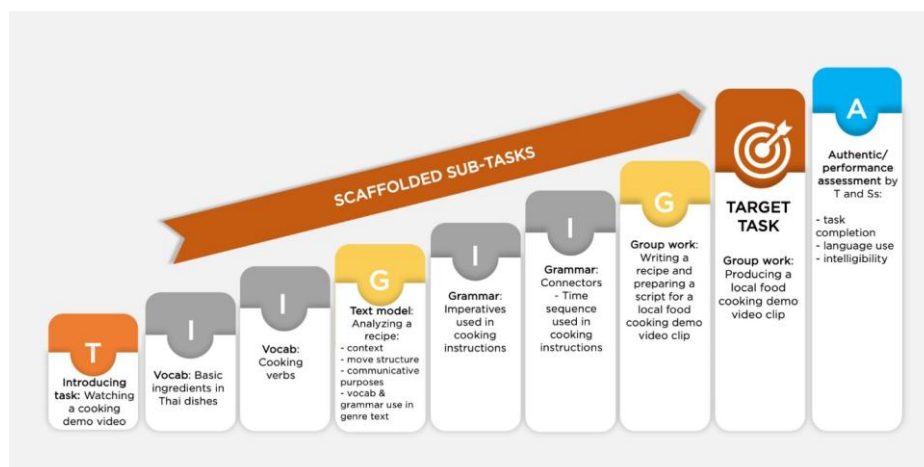 SCAFFOLDED SUB-TASKS
T
Introducing
task: Watching
a cooking
demo video
I
Vocab: Basic
ingredients in
Thai dishes
I
Vocab:
Cooking
verbs
G
Text model:
Analyzing a
recipe:
- context
- move structure
- communicative
purposes
- vocab &
grammar use in
genre text
I
Grammar:
Imperatives
used in
cooking
instructions
I
Grammar:
Connectors
- Time
sequence
used in
cooking
instructions
G
Group work:
Writing a
recipe and
preparing a
script for a
local food
cooking demo
video clip
TARGET
TASK
Group work:
Producing a
local food
cooking demo
video clip
A
Authentic/
performance
assessment by
T and Ss:
- task
completion
- language use
- intelligibility